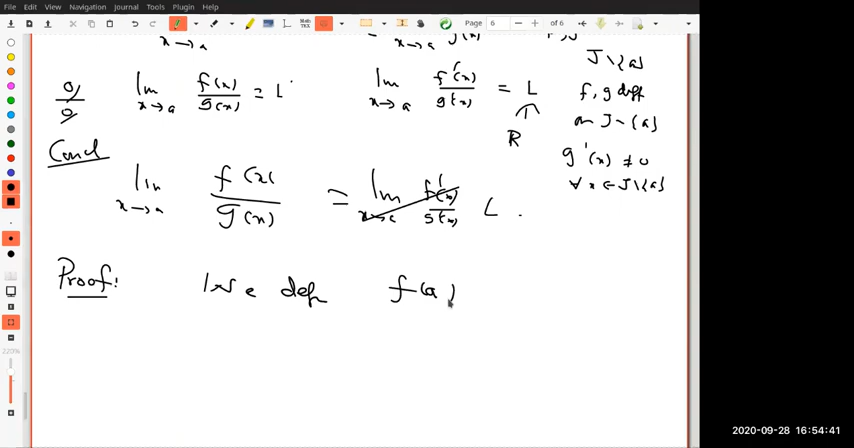 File Edit View Navigation Journal Tools Plugin Help
Page 6 of 6
x→a x→a g(x)
J\{a}
0/0 lim x→a f(x)/g(x) = L lim x→a f'(x)/g'(x) = L f, g diff
on J\{a}
R
Concl g'(x) ≠ 0
∀ x ∈ J\{a}
lim x→a f(x)/g(x) = lim x→a f'(x)/g'(x) L.
Proof: We def f(a)
220%
2020-09-28 16:54:41